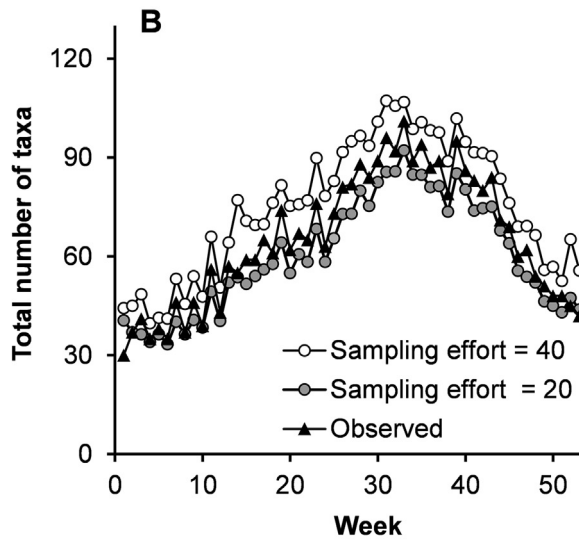 B
Total number of taxa
120
90
60
30
0
Sampling effort = 40
Sampling effort  = 20
Observed
0 10 20 30 40 50
Week